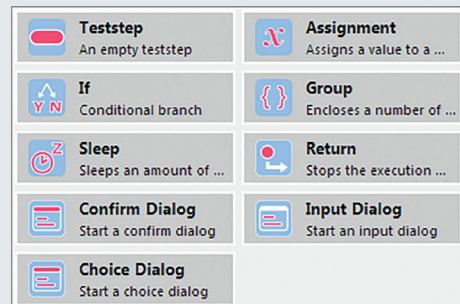 Teststep
An empty teststep
Assignment
x
Assigns a value to a ...
If
Y N
Conditional branch
Group
{ }
Encloses a number of ...
Sleep
Z
Sleeps an amount of ...
Return
Stops the execution ...
Confirm Dialog
Start a confirm dialog
Input Dialog
Start an input dialog
Choice Dialog
Start a choice dialog